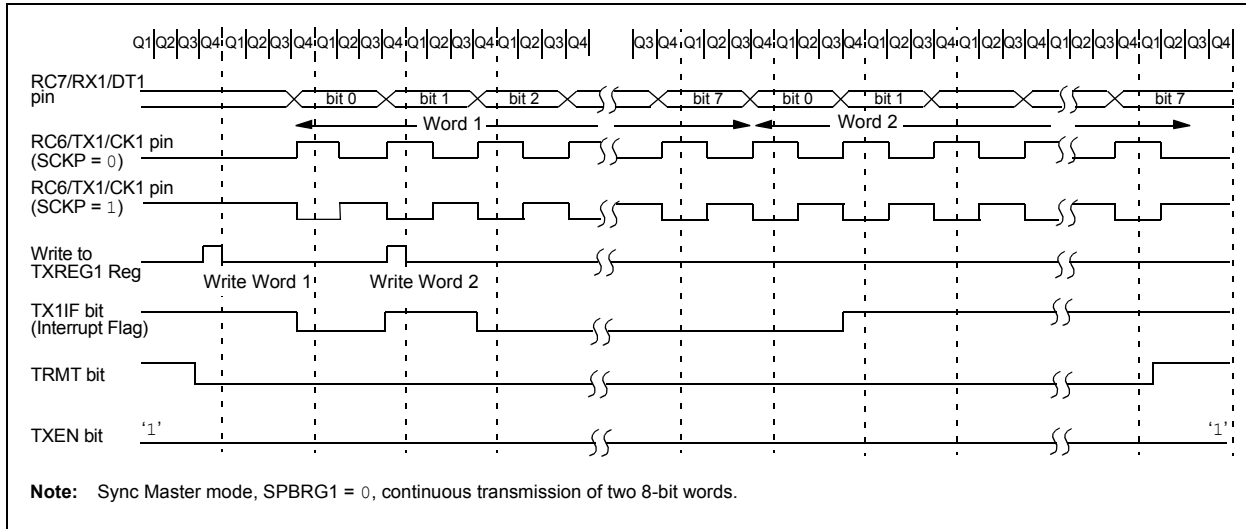 Q1 Q2 Q3 Q4 Q1 Q2 Q3 Q4 Q1 Q2 Q3 Q4 Q1 Q2 Q3 Q4 Q1 Q2 Q3 Q4 Q3 Q4 Q1 Q2 Q3 Q4 Q1 Q2 Q3 Q4 Q1 Q2 Q3 Q4 Q1 Q2 Q3 Q4 Q1 Q2 Q3 Q4 Q1 Q2 Q3 Q4
RC7/RX1/DT1
pin
bit 0 bit 1 bit 2 bit 7 bit 0 bit 1 bit 7
Word 1 Word 2
RC6/TX1/CK1 pin
(SCKP = 0)
RC6/TX1/CK1 pin
(SCKP = 1)
Write to
TXREG1 Reg
Write Word 1 Write Word 2
TX1IF bit
(Interrupt Flag)
TRMT bit
TXEN bit
‘1’ ‘1’
Note: Sync Master mode, SPBRG1 = 0, continuous transmission of two 8-bit words.